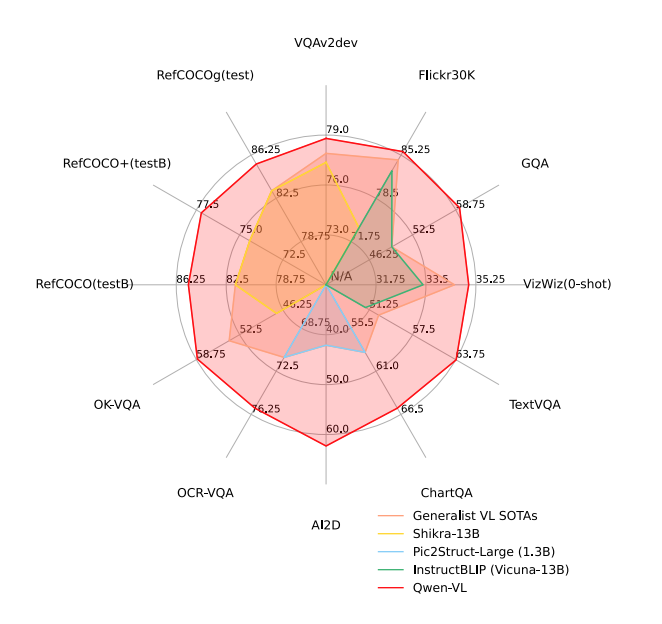 VQAv2dev
RefCOCOg(test)
Flickr30K
79.0
86.25
85.25
RefCOCO+(testB)
GQA
76.0
82.5
78.5
77.5
58.75
75.0
78.75
73.0
71.75
52.5
72.5
46.25
N/A
RefCOCO(testB)
86.25
82.5
78.75
31.75
33.5
35.25
VizWiz(0-shot)
46.25
51.25
52.5
68.75
40.0
55.5
57.5
58.75
72.5
61.0
63.75
50.0
OK-VQA
TextVQA
76.25
66.5
60.0
OCR-VQA
ChartQA
AI2D
Generalist VL SOTAs
Shikra-13B
Pic2Struct-Large (1.3B)
InstructBLIP (Vicuna-13B)
Qwen-VL